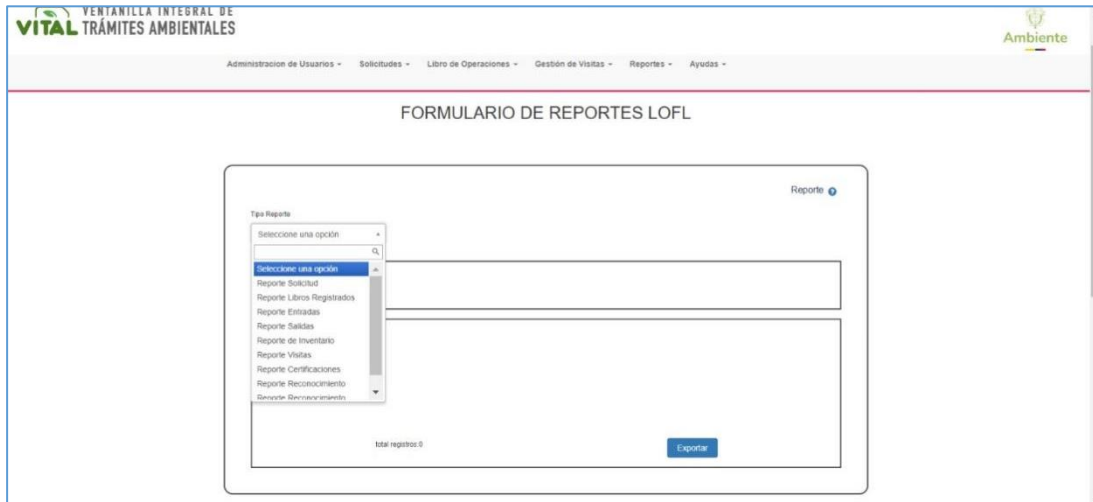 VENTANILLA INTEGRAL DE
VITAL TRÁMITES AMBIENTALES
Ambiente
Administracion de Usuarios Solicitudes Libro de Operaciones Gestión de Visitas Reportes Ayudas
FORMULARIO DE REPORTES LOFL
Reporte
Tipo Reporte
Seleccione una opción
Seleccione una opción
Reporte Solicitud
Reporte Libros Registrados
Reporte Entradas
Reporte Salidas
Reporte de Inventario
Reporte Visitas
Reporte Certificaciones
Reporte Reconocimiento
Reporte Reconocimiento
total registros:0
Exportar